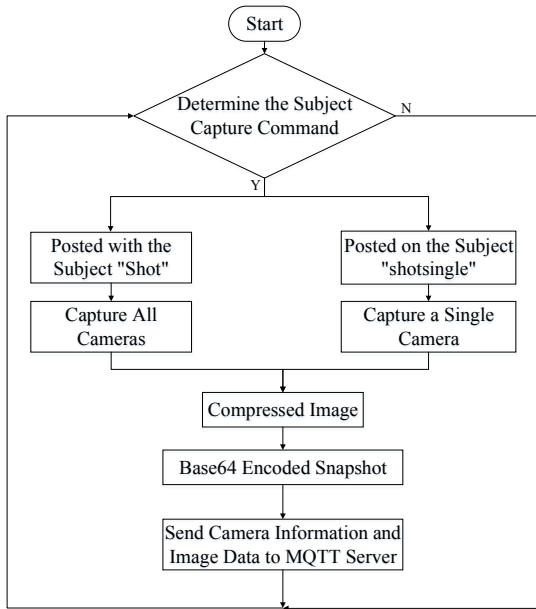 Start
Determine the Subject
Capture Command
N
Y
Posted with the
Subject "Shot"
Posted on the Subject
"shotsingle"
Capture All
Cameras
Capture a Single
Camera
Compressed Image
Base64 Encoded Snapshot
Send Camera Information and
Image Data to MQTT Server